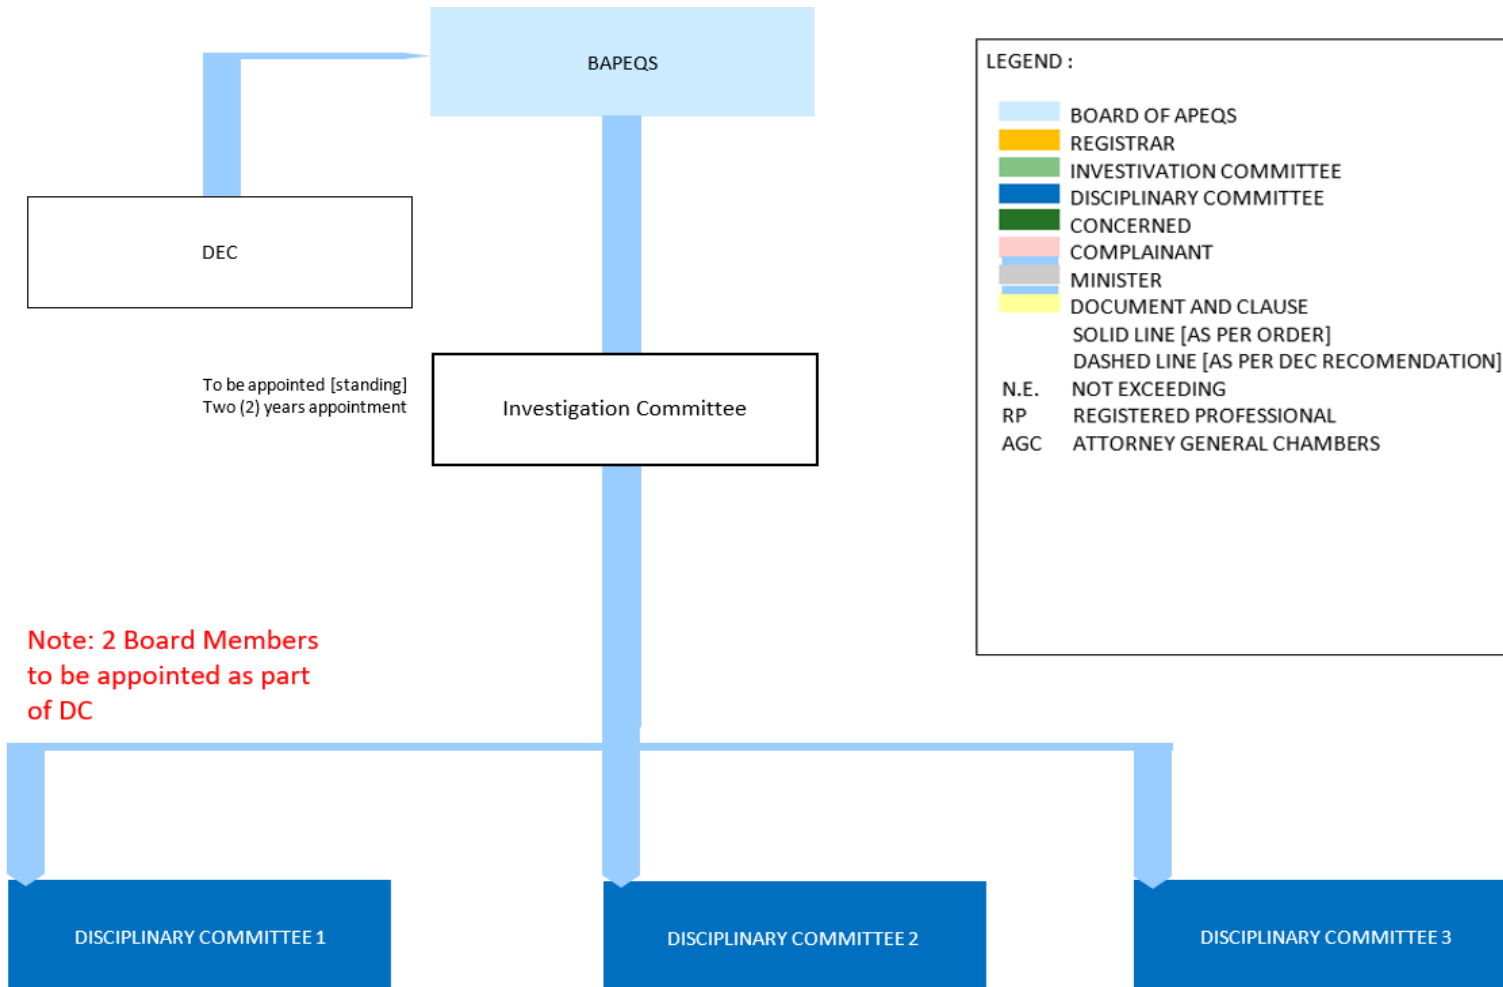 BAPEQS
DEC
To be appointed [standing]
Two (2) years appointment
Investigation Committee
Note: 2 Board Members
to be appointed as part
of DC
DISCIPLINARY COMMITTEE 1
DISCIPLINARY COMMITTEE 2
DISCIPLINARY COMMITTEE 3
LEGEND :
BOARD OF APEQS
REGISTRAR
INVESTIVATION COMMITTEE
DISCIPLINARY COMMITTEE
CONCERNED
COMPLAINANT
MINISTER
DOCUMENT AND CLAUSE
SOLID LINE [AS PER ORDER]
DASHED LINE [AS PER DEC RECOMENDATION]
N.E. NOT EXCEEDING
RP REGISTERED PROFESSIONAL
AGC ATTORNEY GENERAL CHAMBERS